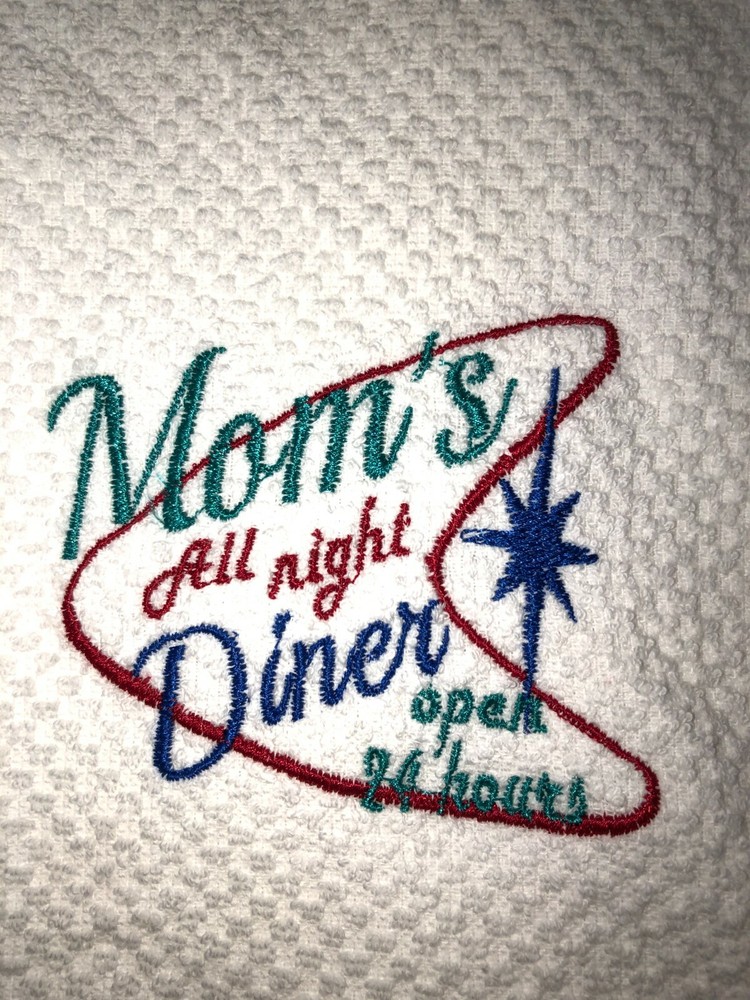 Mom's
All night
Diner
open
24 hours